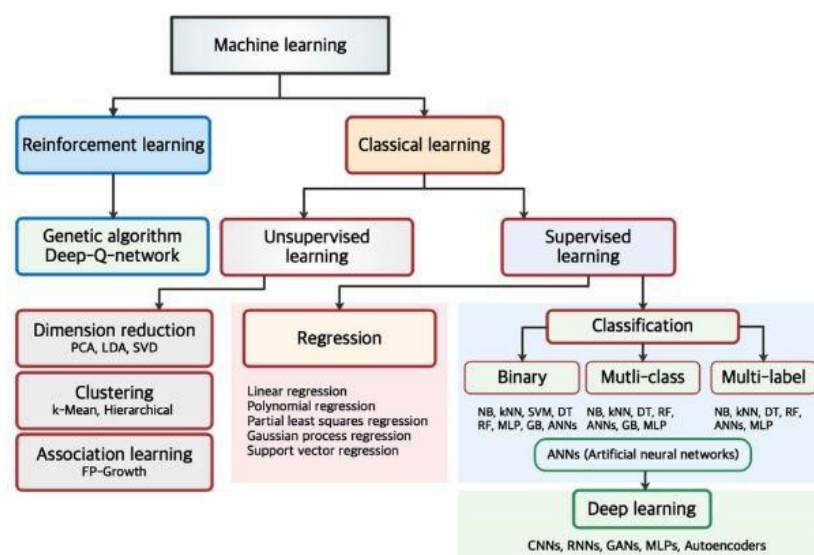 Machine learning
Reinforcement learning
Classical learning
Genetic algorithm
Deep-Q-network
Unsupervised
learning
Supervised
learning
Dimension reduction
PCA, LDA, SVD
Clustering
k-Mean, Hierarchical
Association learning
FP-Growth
Regression
Linear regression
Polynomial regression
Partial least squares regression
Gaussian process regression
Support vector regression
Classification
Binary
Mutli-class
Multi-label
NB, kNN, SVM, DT
RF, MLP, GB, ANNs
NB, kNN, DT, RF,
ANNs, GB, MLP
NB, kNN, DT, RF,
ANNs, MLP
ANNs (Artificial neural networks)
Deep learning
CNNs, RNNs, GANs, MLPs, Autoencoders